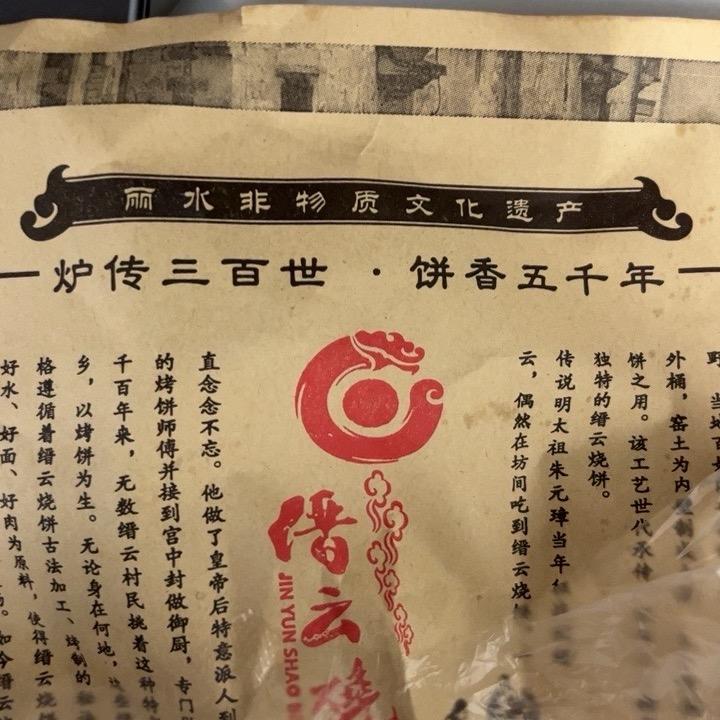 丽水非物质文化遗产
炉传三百世·饼香五千年
野
外桶，窑土为内
饼之用。该工艺世代承传
独特的缙云烧饼。
传说明太祖朱元璋当年
云，偶然在坊间吃到缙云烧
缙云烧
JIN YUN SHAO
直念念不忘。他做了皇帝后特意派人到
的烤饼师傅并接到宫中封做御厨，专门
千百年来，无数缙云村民挑着这种特
乡，以烤饼为生。无论身在何地，
格遵循着缙云烧饼古法加工、烤制的
好水、好面、好肉为原料，使得缙云烧
如今缙云